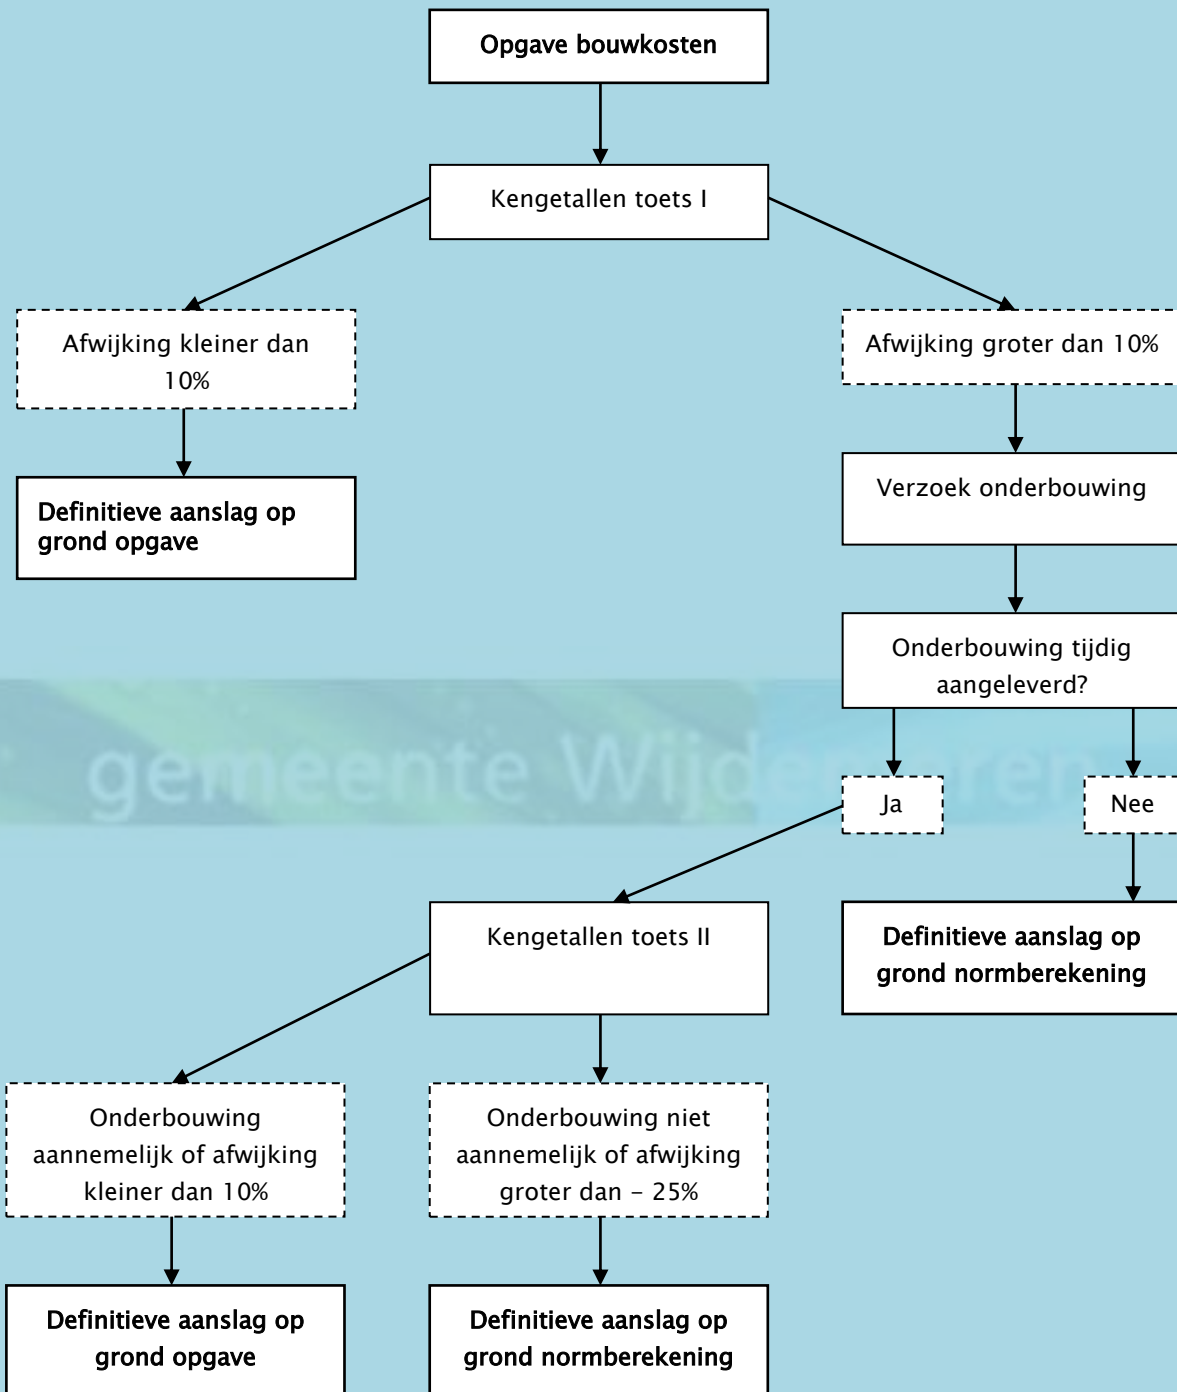 Opgave bouwkosten
Kengetallen toets I
Afwijking kleiner dan
10%
Afwijking groter dan 10%
Definitieve aanslag op
grond opgave
Verzoek onderbouwing
Onderbouwing tijdig
aangeleverd?
gemeente Wijdemeren
Ja
Nee
Kengetallen toets II
Definitieve aanslag op
grond normberekening
Onderbouwing
aannemelijk of afwijking
kleiner dan 10%
Onderbouwing niet
aannemelijk of afwijking
groter dan – 25%
Definitieve aanslag op
grond opgave
Definitieve aanslag op
grond normberekening